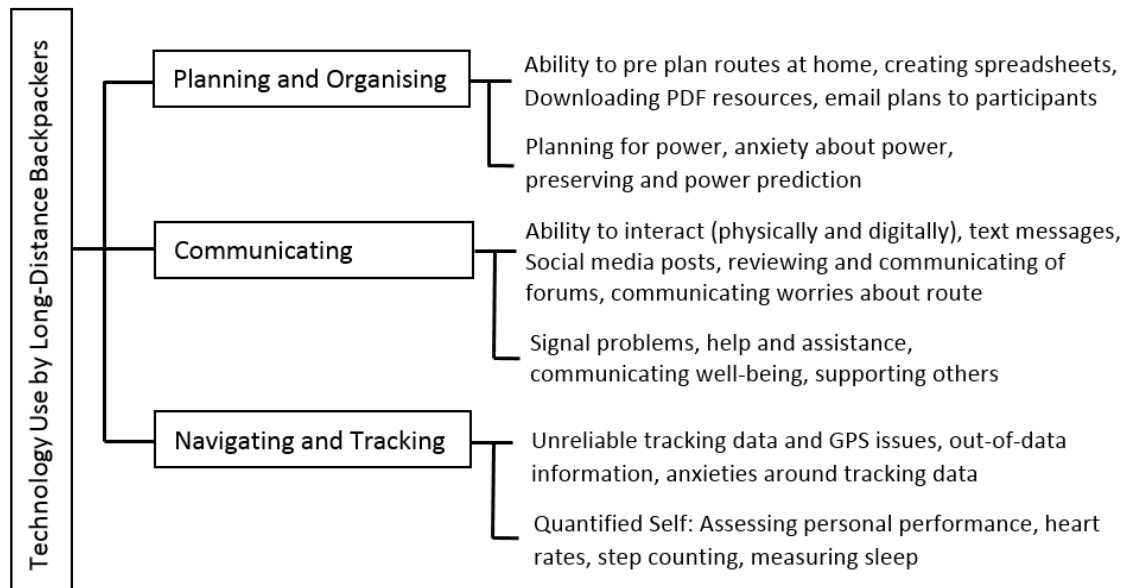 Technology Use by Long-Distance Backpackers
Planning and Organising
Ability to pre plan routes at home, creating spreadsheets,
Downloading PDF resources, email plans to participants
Planning for power, anxiety about power,
preserving and power prediction
Communicating
Ability to interact (physically and digitally), text messages,
Social media posts, reviewing and communicating of
forums, communicating worries about route
Signal problems, help and assistance,
communicating well-being, supporting others
Navigating and Tracking
Unreliable tracking data and GPS issues, out-of-data
information, anxieties around tracking data
Quantified Self: Assessing personal performance, heart
rates, step counting, measuring sleep